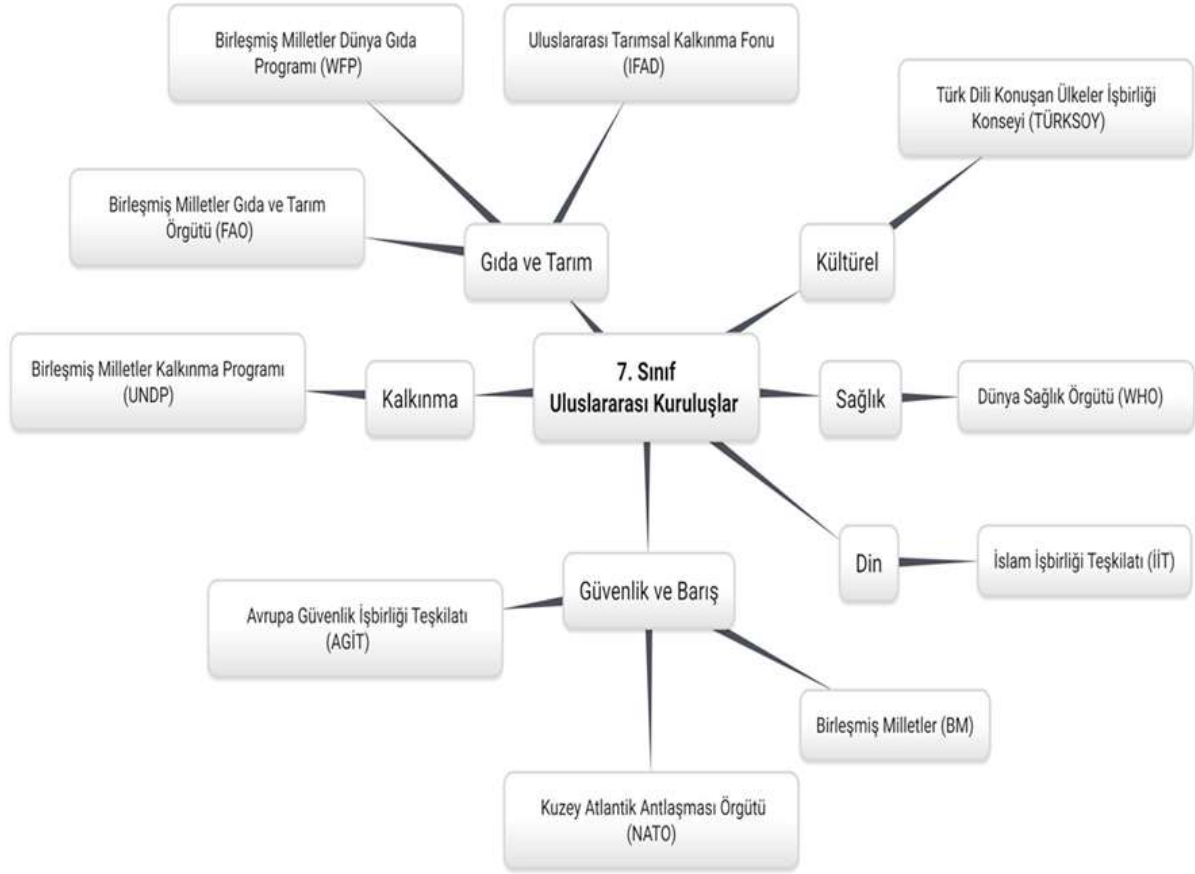 Birleşmiş Milletler Dünya Gıda
Programı (WFP)
Uluslararası Tarımsal Kalkınma Fonu
(IFAD)
Türk Dili Konuşan Ülkeler İşbirliği
Konseyi (TÜRKSOY)
Birleşmiş Milletler Gıda ve Tarım
Örgütü (FAO)
Gıda ve Tarım
Kültürel
Birleşmiş Milletler Kalkınma Programı
(UNDP)
Kalkınma
7. Sınıf
Uluslararası Kuruluşlar
Sağlık
Dünya Sağlık Örgütü (WHO)
Din
İslam İşbirliği Teşkilatı (İİT)
Güvenlik ve Barış
Avrupa Güvenlik İşbirliği Teşkilatı
(AGİT)
Birleşmiş Milletler (BM)
Kuzey Atlantik Antlaşması Örgütü
(NATO)